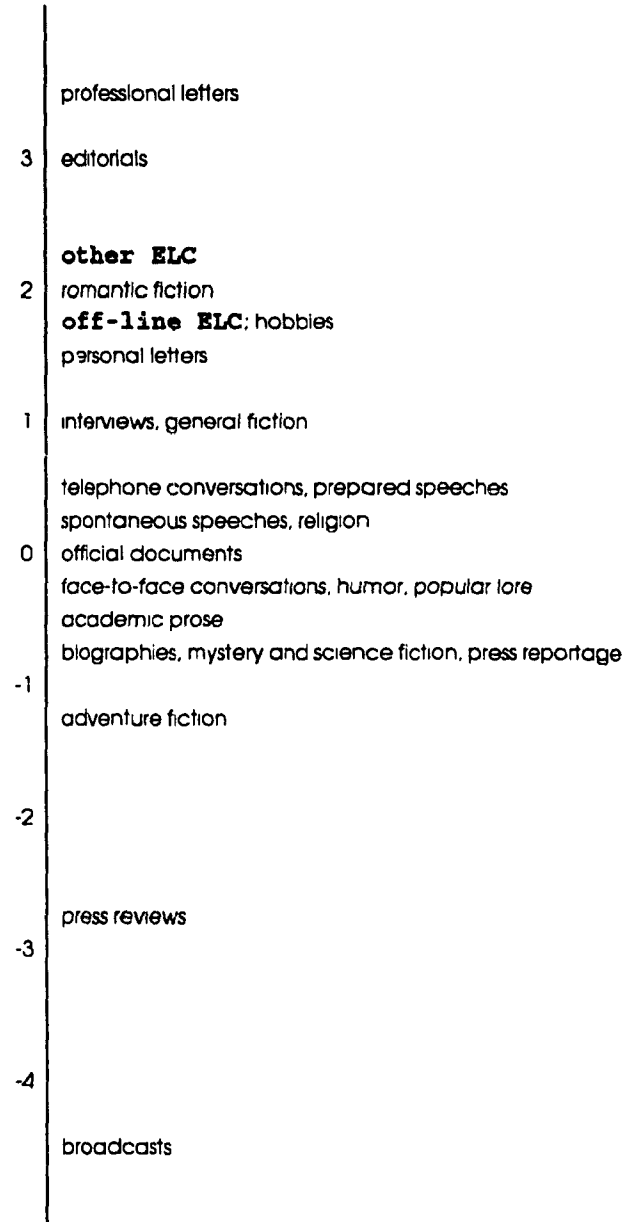 professional letters
3 editorials
other ELC
2 romantic fiction
off-line ELC; hobbies
personal letters
1 interviews, general fiction
telephone conversations, prepared speeches
spontaneous speeches, religion
0 official documents
face-to-face conversations, humor, popular lore
academic prose
biographies, mystery and science fiction, press reportage
-1
adventure fiction
-2
press reviews
-3
-4
broadcasts